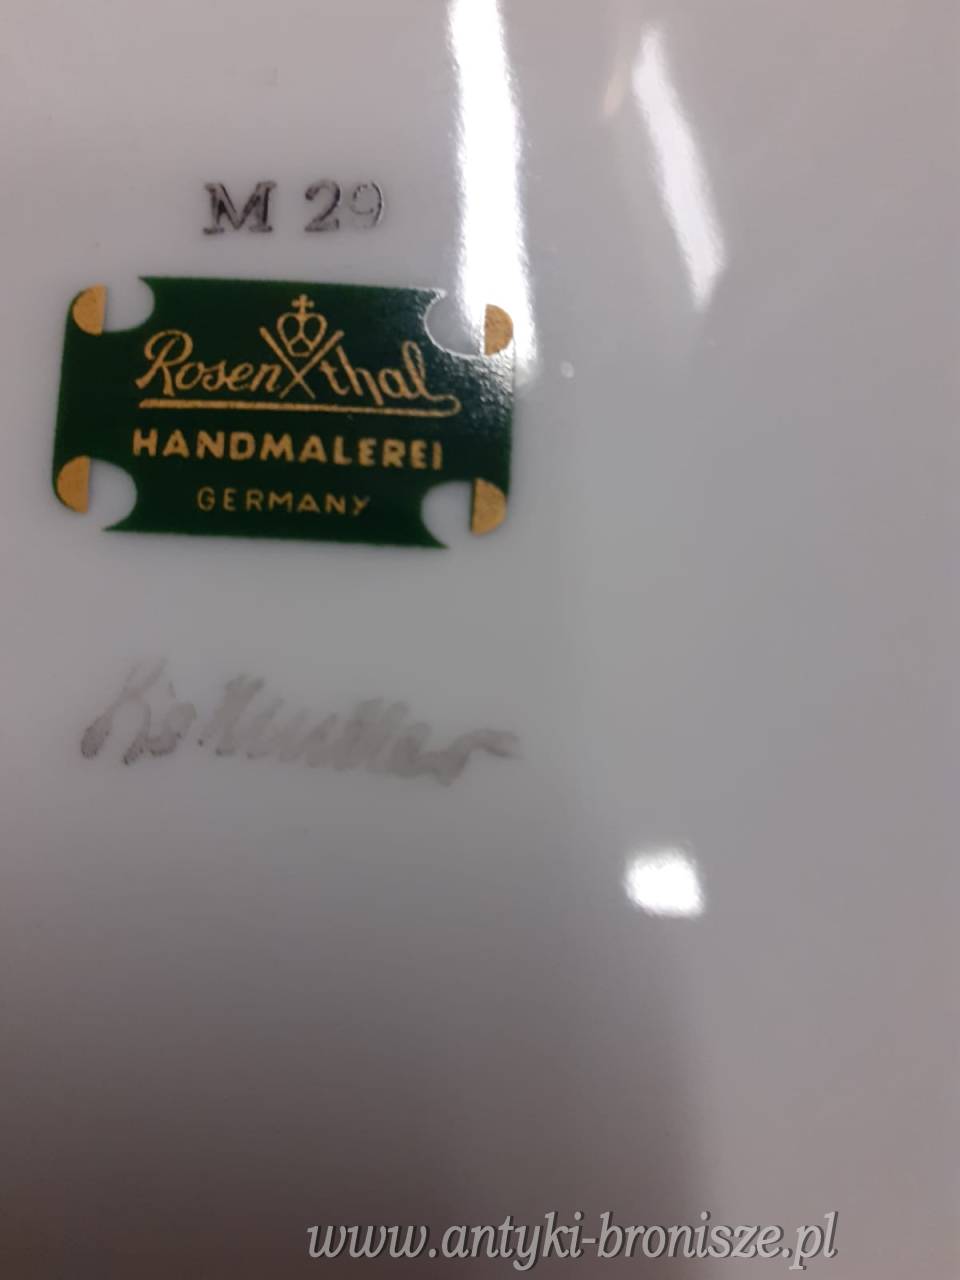 M 29
Rosenthal
HANDMALEREI
GERMANY
www.antyki-bronisze.pl